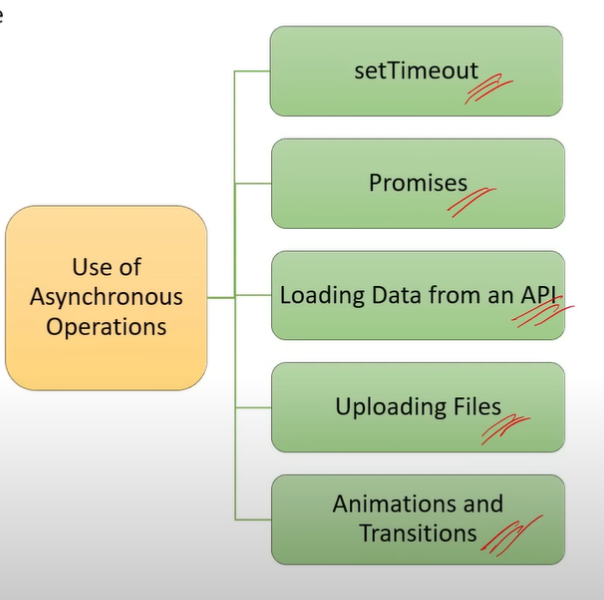 e
Use of
Asynchronous
Operations
setTimeout
Promises
Loading Data from an API
Uploading Files
Animations and
Transitions